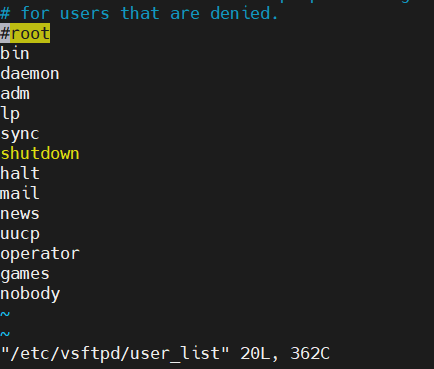 # for users that are denied.
#root
bin
daemon
adm
lp
sync
shutdown
halt
mail
news
uucp
operator
games
nobody
~
~
"/etc/vsftpd/user_list" 20L, 362C